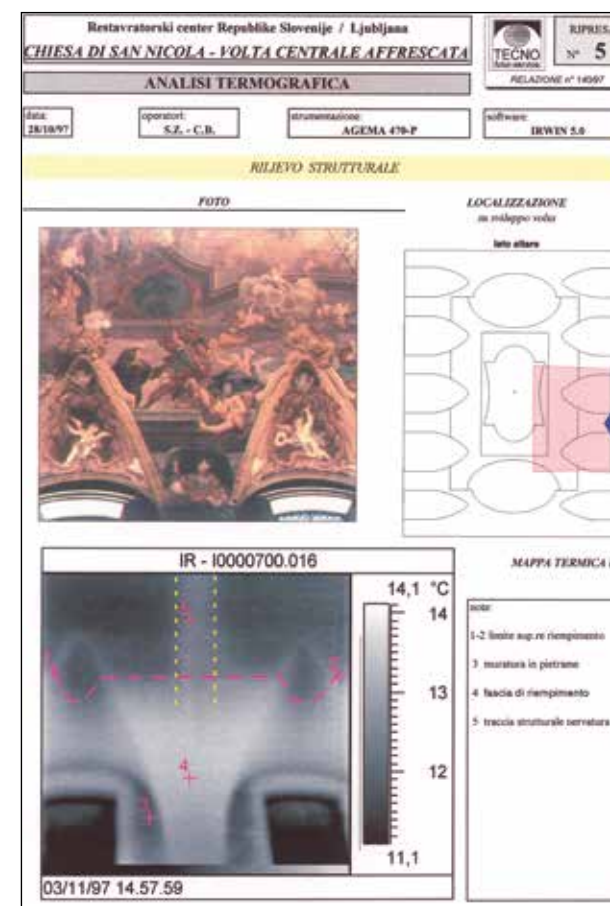 Restavratorski center Republike Slovenije / Ljubljana
CHIESA DI SAN NICOLA - VOLTA CENTRALE AFFRESCATA
ANALISI TERMOGRAFICA
TECNO
RIPRESA
N° 5
RELAZIONE n° 140/97
data:
28/10/97
operatori:
S.Z. - C.B.
strumentazione:
AGEMA 470-P
software:
IRWIN 5.0
RILIEVO STRUTTURALE
FOTO
LOCALIZZAZIONE
su sviluppo volta
lato altare
IR - I0000700.016
14,1 °C
14
13
12
11,1
3
4
5
03/11/97 14.57.59
MAPPA TERMICA
note:
1-2 limite sup.re riempimento
3 muratura in pietrame
4 fascia di riempimento
5 traccia strutturale nervatura